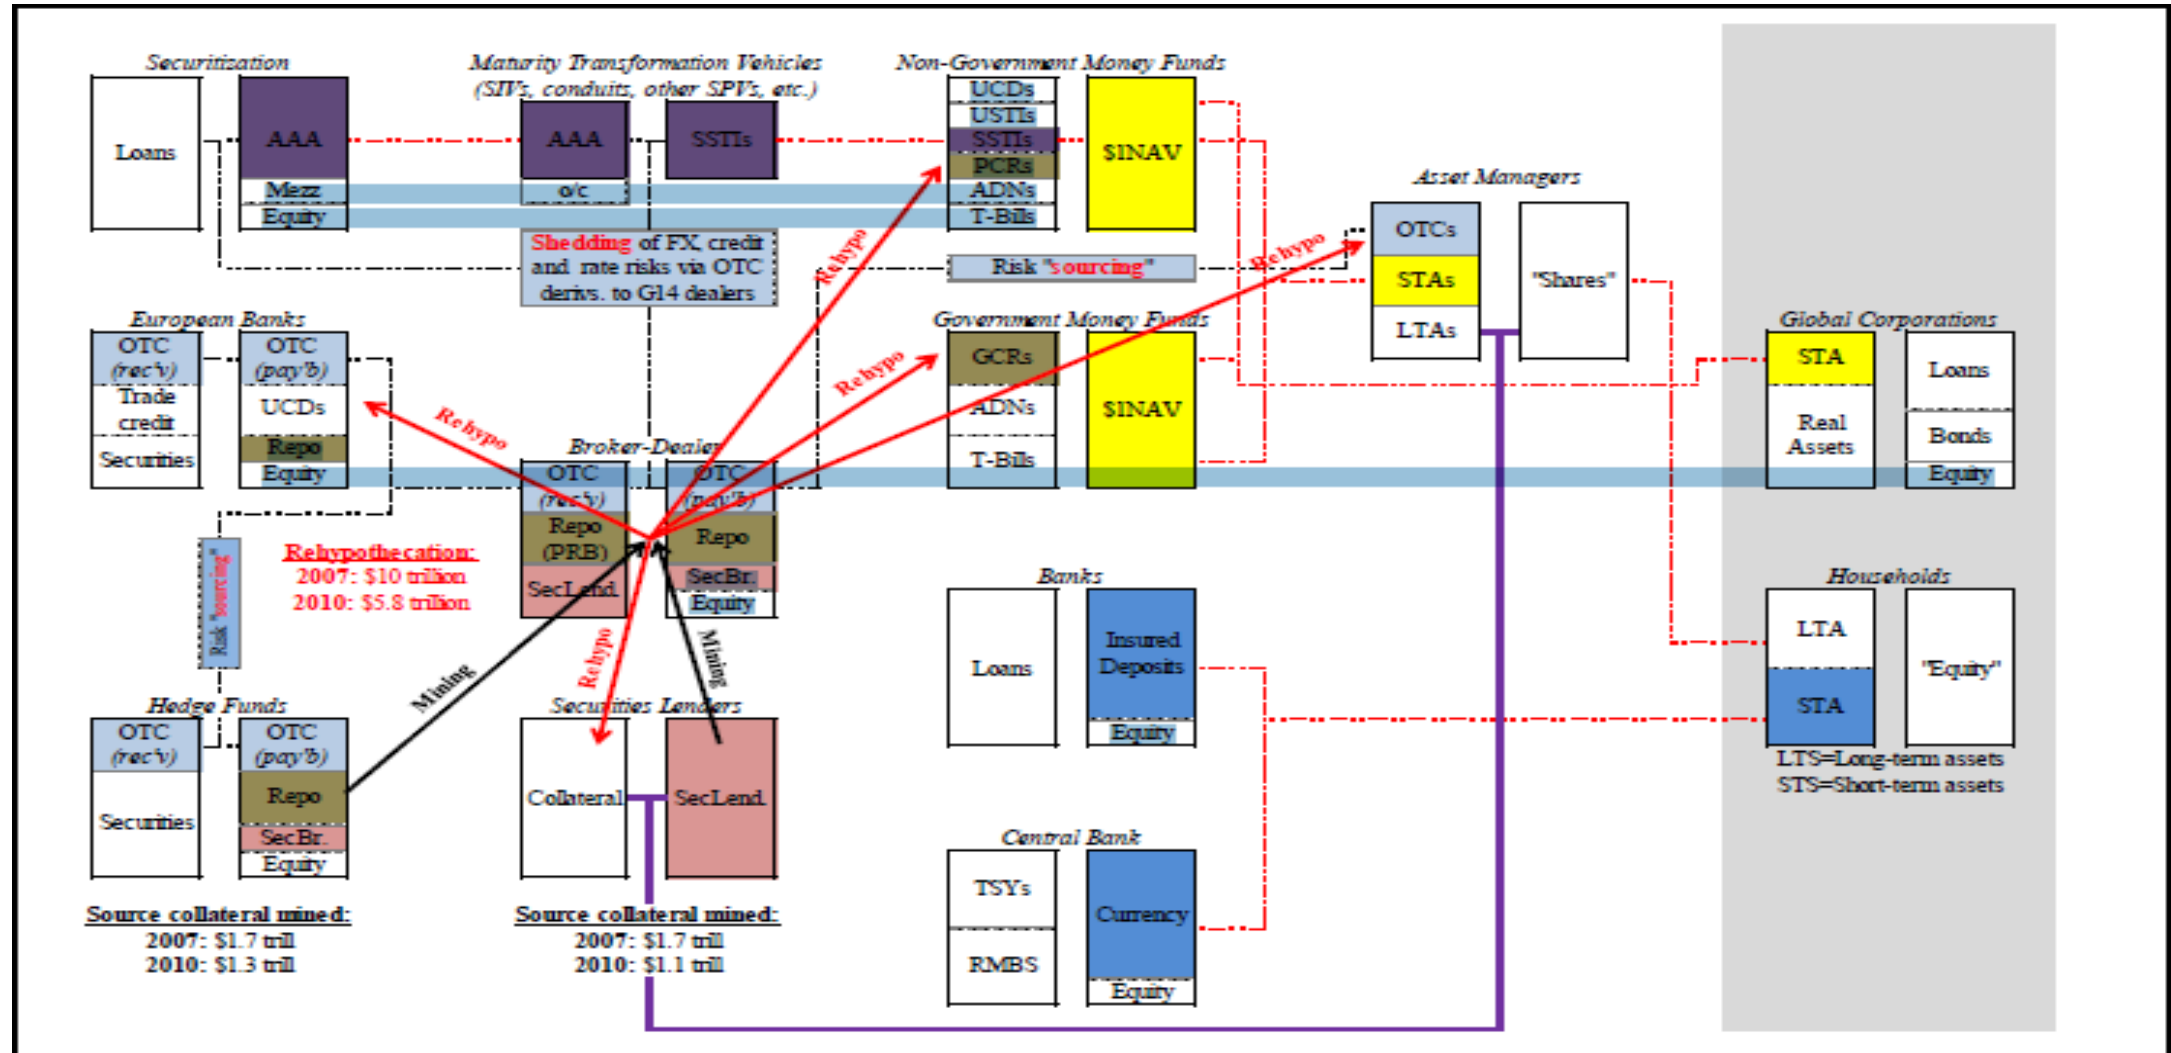 Securitization
Loans
AAA
Mezz
Equity
Maturity Transformation Vehicles
(SIVs, conduits, other SPVs, etc.)
AAA
o/c
SSTIs
Shedding of FX, credit
and rate risks via OTC
derivs. to G14 dealers
Non-Government Money Funds
UCDs
USTIs
SSTIs
PCRs
ADNs
T-Bills
$1NAV
Risk "sourcing"
Asset Managers
OTCs
STAs
LTAs
"Shares"
European Banks
OTC
(rec'v)
Trade
credit
Securities
OTC
(pay'b)
UCDs
Repo
Equity
Rehypo
Rehypo
Rehypo
Rehypo
Government Money Funds
GCRs
ADNs
T-Bills
$1NAV
Global Corporations
STA
Real
Assets
Loans
Bonds
Equity
Broker-Dealer
OTC
(rec'v)
Repo
(PRB)
SecLend.
OTC
(pay'b)
Repo
SecBr.
Equity
Risk "sourcing"
Rehypothecation:
2007: $10 trillion
2010: $5.8 trillion
Mining
Rehypo
Mining
Banks
Loans
Insured
Deposits
Equity
Households
LTA
STA
"Equity"
LTS=Long-term assets
STS=Short-term assets
Hedge Funds
OTC
(rec'v)
Securities
OTC
(pay'b)
Repo
SecBr.
Equity
Source collateral mined:
2007: $1.7 trill
2010: $1.3 trill
Securities Lenders
Collateral
SecLend.
Source collateral mined:
2007: $1.7 trill
2010: $1.1 trill
Central Bank
TSYs
RMBS
Currency
Equity